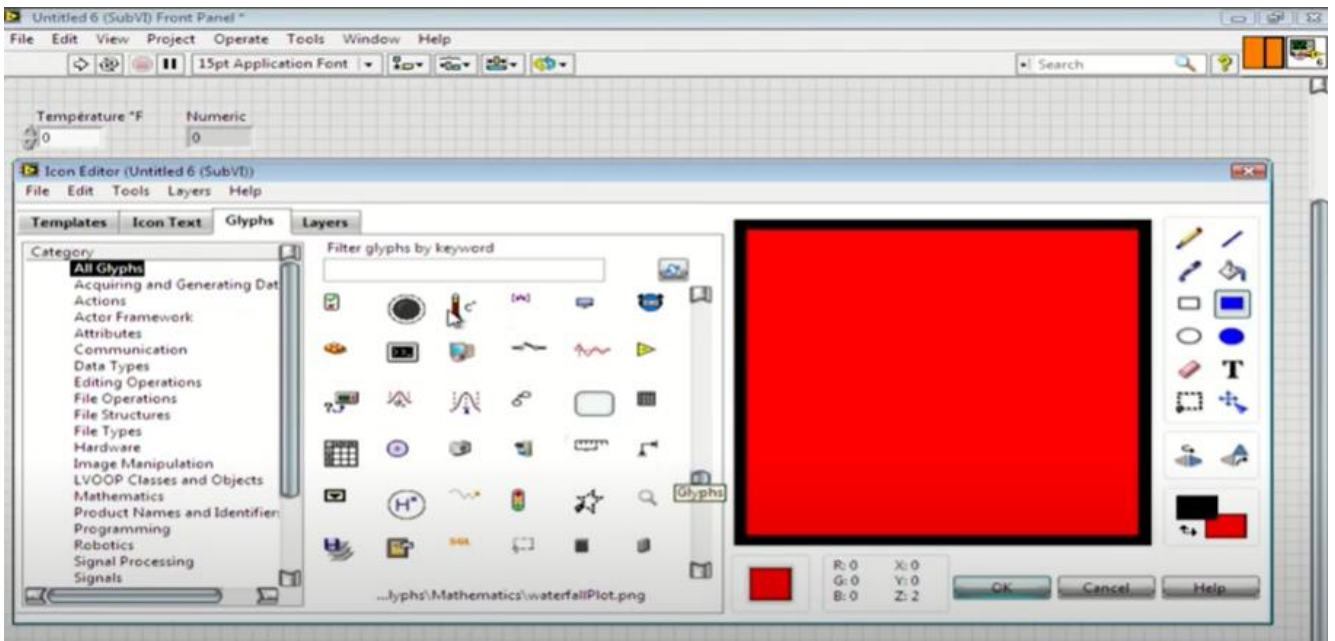 Untitled 6 (SubVI) Front Panel *
File Edit View Project Operate Tools Window Help
15pt Application Font
Search
6
Température °F Numeric
0 0
Icon Editor (Untitled 6 (SubVI))
File Edit Tools Layers Help
Templates Icon Text Glyphs Layers
Category
Filter glyphs by keyword
All Glyphs
Acquiring and Generating Dat
Actions
Actor Framework
Attributes
Communication
Data Types
Editing Operations
File Operations
File Structures
File Types
Hardware
Image Manipulation
LVOOP Classes and Objects
Mathematics
Product Names and Identifier
Programming
Robotics
Signal Processing
Signals
C°
H+
SQL
Glyphs
...lyphs\Mathematics\waterfallPlot.png
T
R: 0 X: 0
G: 0 Y: 0
B: 0 Z: 2
OK Cancel Help